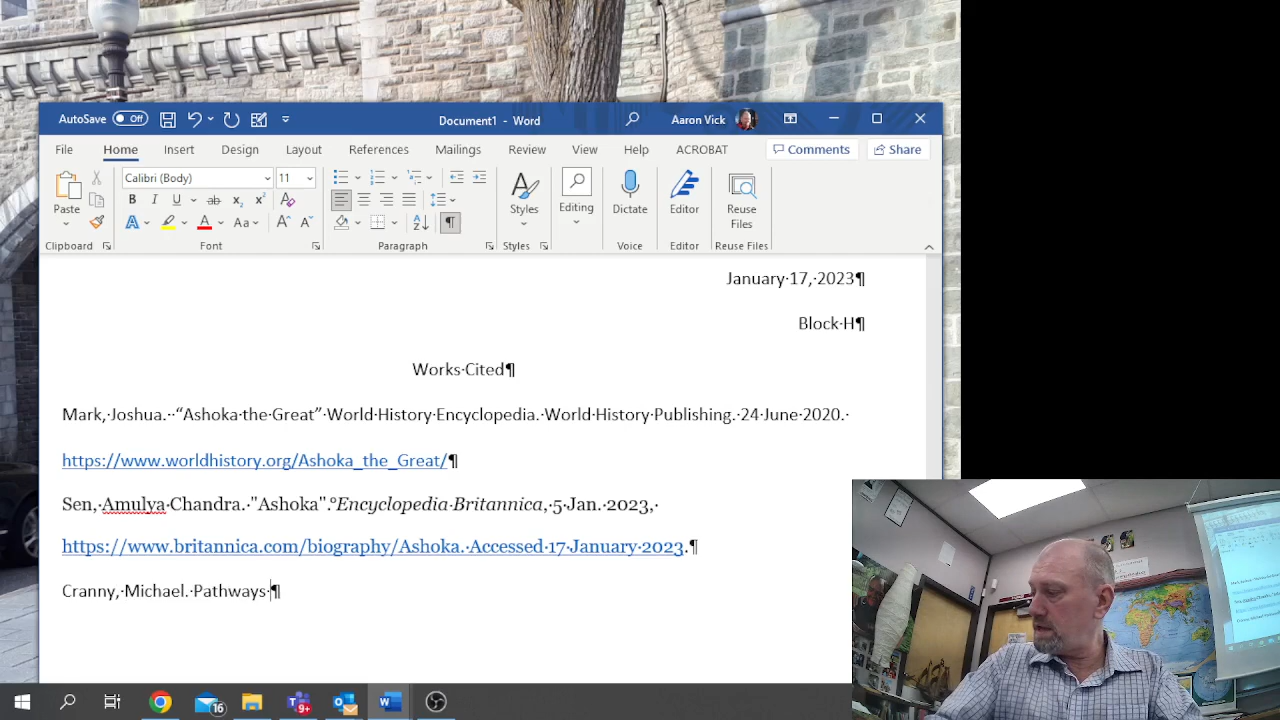 AutoSave Off Document1 - Word Aaron Vick
File Home Insert Design Layout References Mailings Review View Help ACROBAT Comments Share
Calibri (Body) 11
Paste Styles Editing Dictate Editor Reuse Files
Clipboard Font Paragraph Styles Voice Editor Reuse Files
January 17, 2023¶
Block H¶
Works Cited¶
Mark, Joshua.  “Ashoka the Great” World History Encyclopedia. World History Publishing. 24 June 2020.
https://www.worldhistory.org/Ashoka_the_Great/¶
Sen, Amulya Chandra. "Ashoka". Encyclopedia Britannica, 5 Jan. 2023,
https://www.britannica.com/biography/Ashoka. Accessed 17 January 2023.¶
Cranny, Michael. Pathways ¶
16 9+